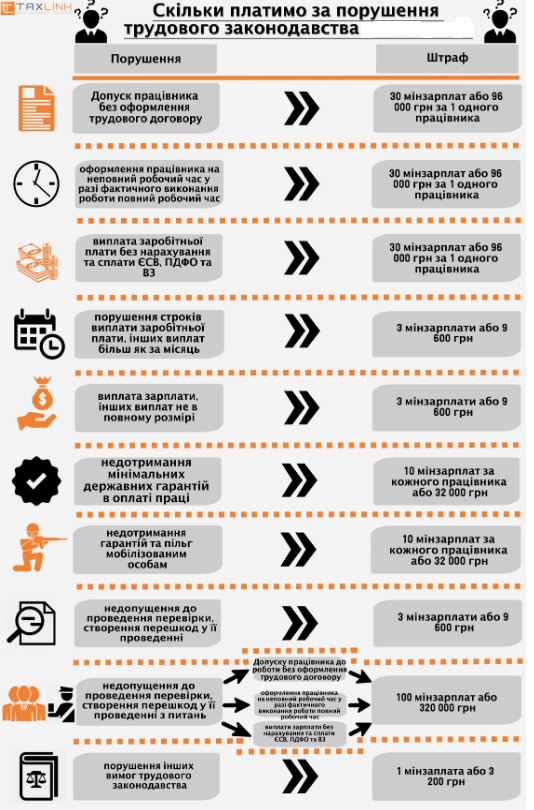 TAXLINK
Скільки платимо за порушення
трудового законодавства
Порушення
Штраф
Допуск працівника
без оформлення
трудового договору
30 мінзарплат або 96
000 грн за 1 одного
працівника
оформлення працівника на
неповний робочий час у
разі фактичного виконання
роботи повний робочий час
30 мінзарплат або 96
000 грн за 1 одного
працівника
виплата заробітної
плати без нарахування
та сплати ЄСВ, ПДФО та
ВЗ
30 мінзарплат або 96
000 грн за 1 одного
працівника
порушення строків
виплати заробітної
плати, інших виплат
більш як за місяць
3 мінзарплати або 9
600 грн
виплата зарплати,
інших виплат не в
повному розмірі
3 мінзарплати або 9
600 грн
недотримання
мінімальних
державних гарантій
в оплаті праці
10 мінзарплат за
кожного працівника
або 32 000 грн
недотримання
гарантій та пільг
мобілізованим
особам
10 мінзарплат за
кожного працівника
або 32 000 грн
недопущення до
проведення перевірки,
створення перешкод у її
проведенні
3 мінзарплати або 9
600 грн
недопущення до
проведення перевірки,
створення перешкод у її
проведенні з питань
Допуску працівника до
роботи без оформлення
трудового договору
оформлення працівника
на неповний робочий час у
разі фактичного
виконання роботи повний
робочий час
виплати зарплати без
нарахування та сплати
ЄСВ, ПДФО та ВЗ
100 мінзарплат або
320 000 грн
порушення інших
вимог трудового
законодавства
1 мінзаплата або 3
200 грн